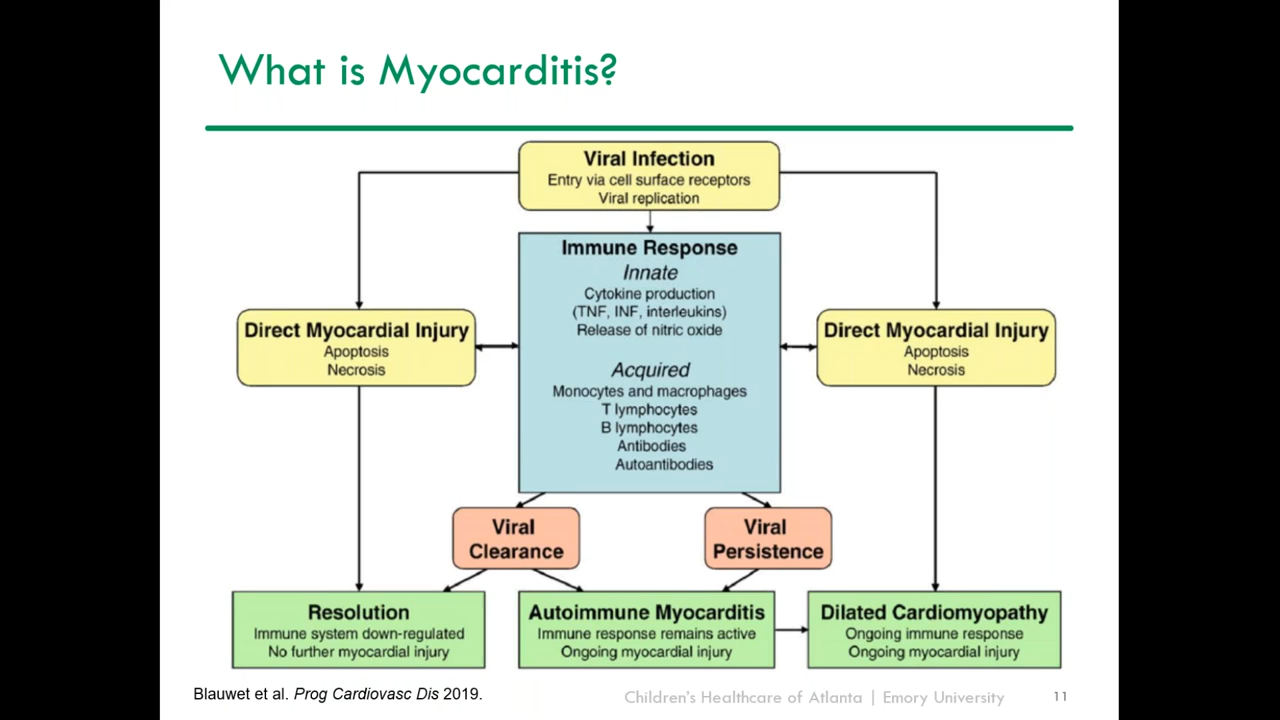 What is Myocarditis?
Viral Infection
Entry via cell surface receptors
Viral replication
Immune Response
Innate
Cytokine production
(TNF, INF, interleukins)
Release of nitric oxide
Acquired
Monocytes and macrophages
T lymphocytes
B lymphocytes
Antibodies
Autoantibodies
Direct Myocardial Injury
Apoptosis
Necrosis
Direct Myocardial Injury
Apoptosis
Necrosis
Viral
Clearance
Viral
Persistence
Resolution
Immune system down-regulated
No further myocardial injury
Autoimmune Myocarditis
Immune response remains active
Ongoing myocardial injury
Dilated Cardiomyopathy
Ongoing immune response
Ongoing myocardial injury
Blauwet et al. Prog Cardiovasc Dis 2019.
Children's Healthcare of Atlanta | Emory University
11